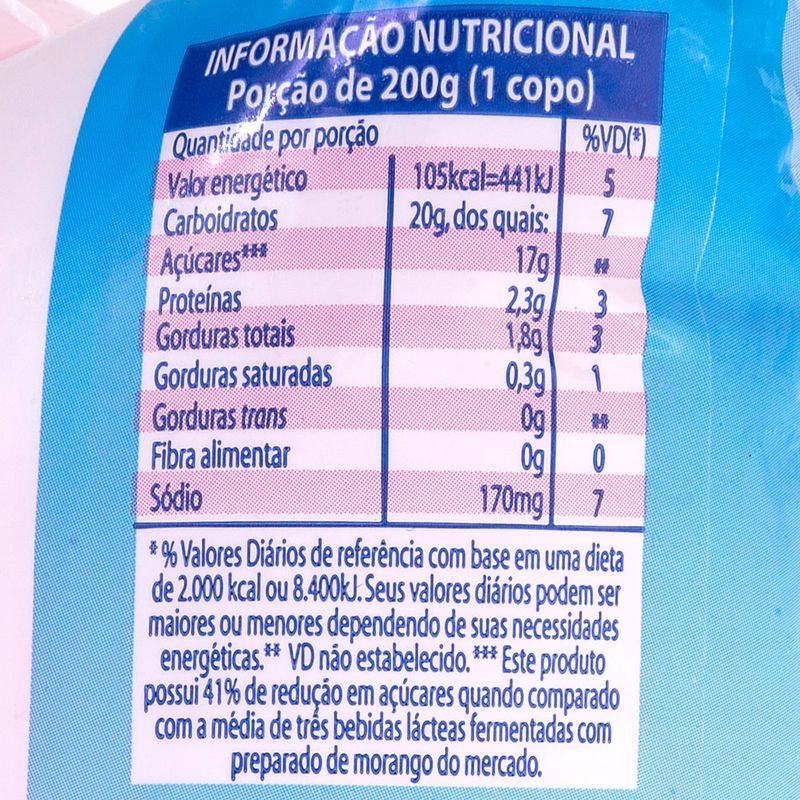 INFORMAÇÃO NUTRICIONAL
Porção de 200g (1 copo)
Quantidade por porção %VD(*)
Valor energético 105kcal=441kJ 5
Carboidratos 20g, dos quais: 7
Açúcares*** 17g **
Proteínas 2,3g 3
Gorduras totais 1,8g 3
Gorduras saturadas 0,3g 1
Gorduras trans 0g **
Fibra alimentar 0g 0
Sódio 170mg 7
* % Valores Diários de referência com base em uma dieta
de 2.000 kcal ou 8.400kJ. Seus valores diários podem ser
maiores ou menores dependendo de suas necessidades
energéticas.** VD não estabelecido.*** Este produto
possui 41% de redução em açúcares quando comparado
com a média de três bebidas lácteas fermentadas com
preparado de morango do mercado.